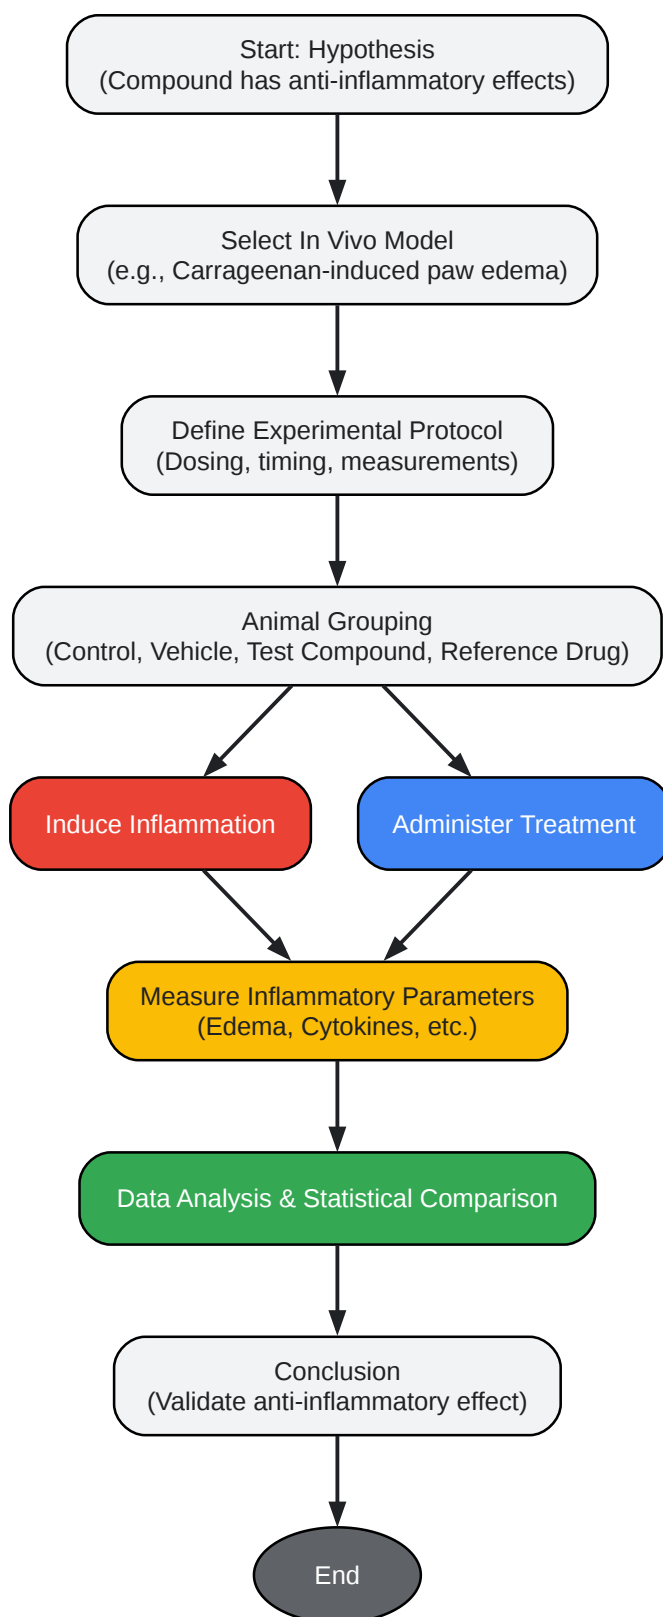 Start: Hypothesis
(Compound has anti-inflammatory effects)
Select In Vivo Model
(e.g., Carrageenan-induced paw edema)
Define Experimental Protocol
(Dosing, timing, measurements)
Animal Grouping
(Control, Vehicle, Test Compound, Reference Drug)
Induce Inflammation
Administer Treatment
Measure Inflammatory Parameters
(Edema, Cytokines, etc.)
Data Analysis & Statistical Comparison
Conclusion
(Validate anti-inflammatory effect)
End